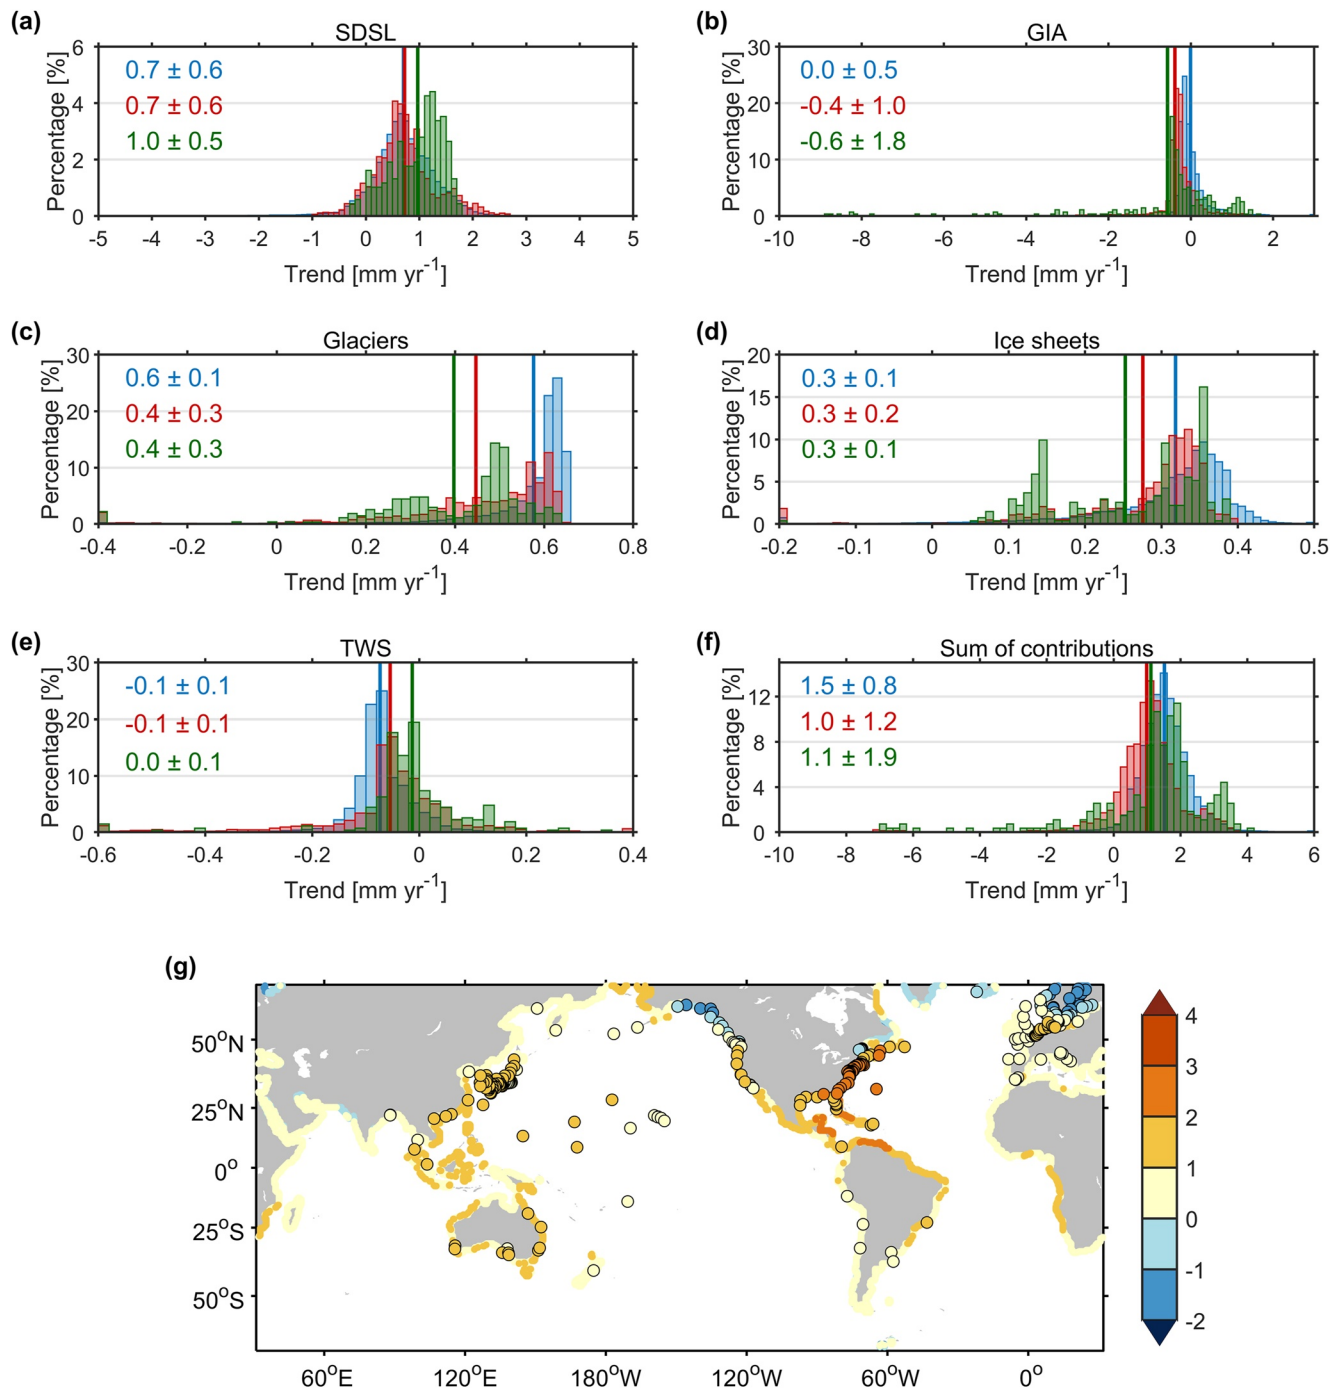 (a)
SDSL
Percentage [%]
6
4
2
0
0.7 ± 0.6
0.7 ± 0.6
1.0 ± 0.5
-5 -4 -3 -2 -1 0 1 2 3 4 5
Trend [mm yr-1]
(b)
GIA
Percentage [%]
30
20
10
0
0.0 ± 0.5
-0.4 ± 1.0
-0.6 ± 1.8
-10 -8 -6 -4 -2 0 2
Trend [mm yr-1]
(c)
Glaciers
Percentage [%]
30
20
10
0
0.6 ± 0.1
0.4 ± 0.3
0.4 ± 0.3
-0.4 -0.2 0 0.2 0.4 0.6 0.8
Trend [mm yr-1]
(d)
Ice sheets
Percentage [%]
20
15
10
5
0
0.3 ± 0.1
0.3 ± 0.2
0.3 ± 0.1
-0.2 -0.1 0 0.1 0.2 0.3 0.4 0.5
Trend [mm yr-1]
(e)
TWS
Percentage [%]
30
20
10
0
-0.1 ± 0.1
-0.1 ± 0.1
0.0 ± 0.1
-0.6 -0.4 -0.2 0 0.2 0.4
Trend [mm yr-1]
(f)
Sum of contributions
Percentage [%]
12
8
4
0
1.5 ± 0.8
1.0 ± 1.2
1.1 ± 1.9
-10 -8 -6 -4 -2 0 2 4 6
Trend [mm yr-1]
(g)
50oN
25oN
0o
25oS
50oS
60oE 120oE 180oW 120oW 60oW 0o
4
3
2
1
0
-1
-2